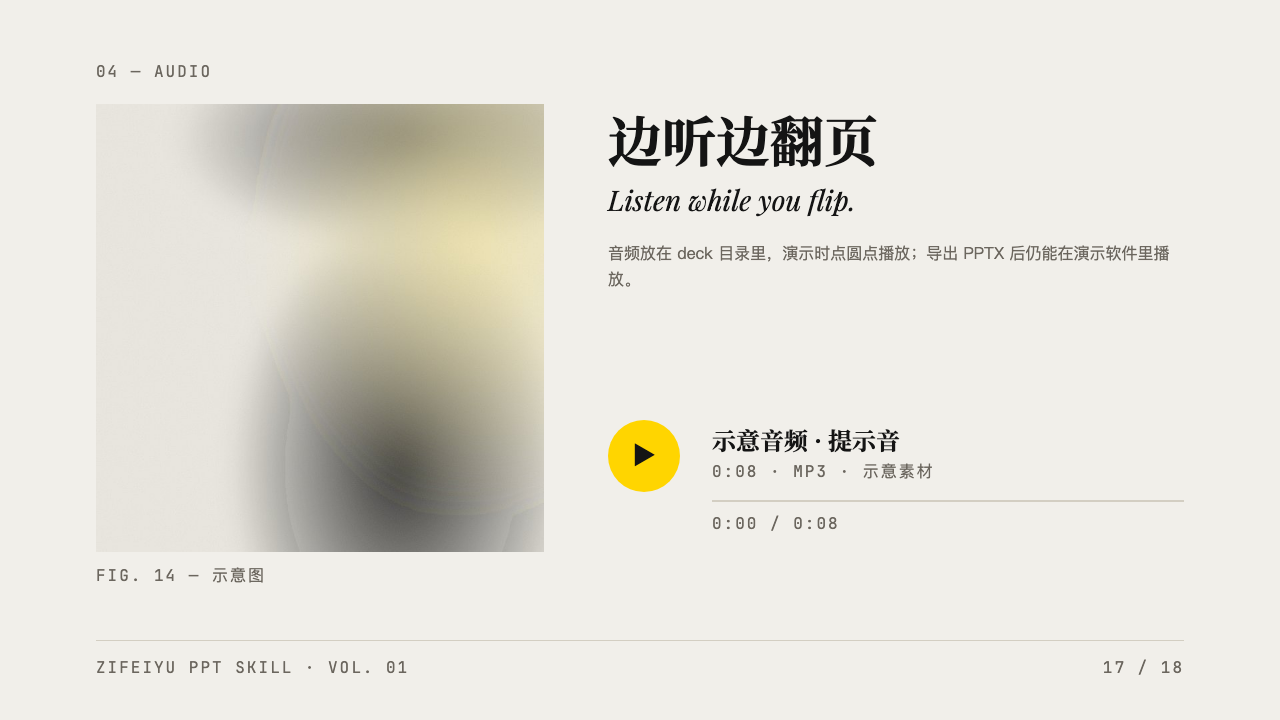 04 — AUDIO
边听边翻页
Listen while you flip.
音频放在 deck 目录里，演示时点圆点播放；导出 PPTX 后仍能在演示软件里播
放。
示意音频 · 提示音
0:08 · MP3 · 示意素材
0:00 / 0:08
FIG. 14 — 示意图
ZIFEIYU PPT SKILL · VOL. 01
17 / 18